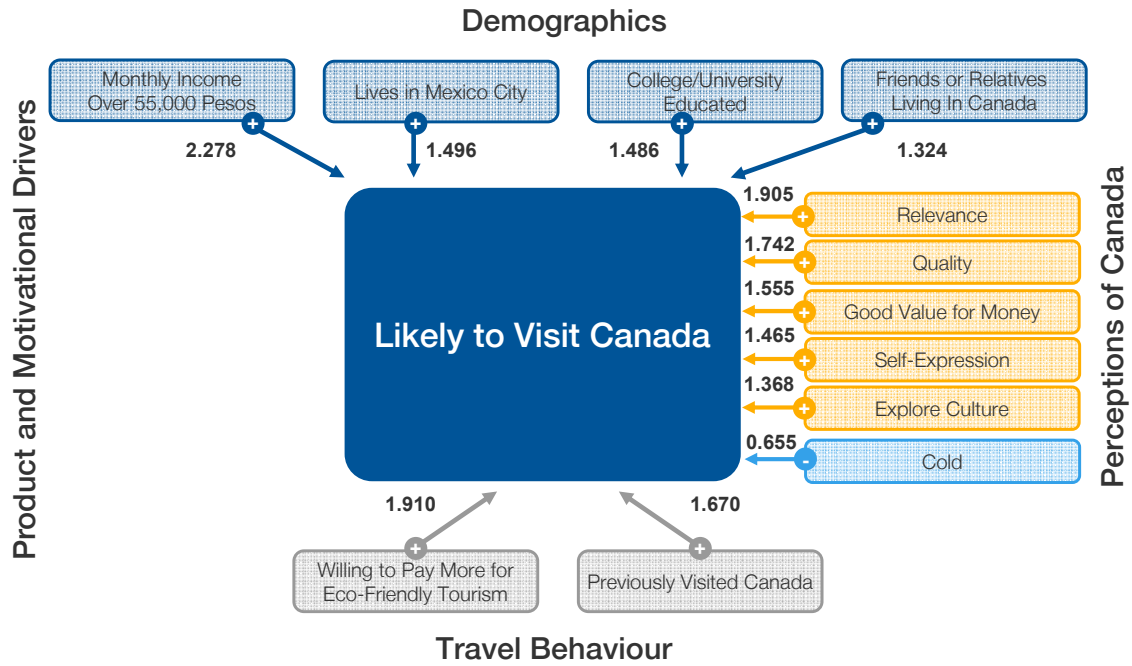 Demographics
Monthly Income
Over 55,000 Pesos
+
2.278
Lives in Mexico City
+
1.496
College/University
Educated
+
1.486
Friends or Relatives
Living In Canada
+
1.324
Product and Motivational Drivers
Likely to Visit Canada
Perceptions of Canada
1.905
+
Relevance
1.742
+
Quality
1.555
+
Good Value for Money
1.465
+
Self-Expression
1.368
+
Explore Culture
0.655
-
Cold
1.910
+
Willing to Pay More for
Eco-Friendly Tourism
1.670
+
Previously Visited Canada
Travel Behaviour